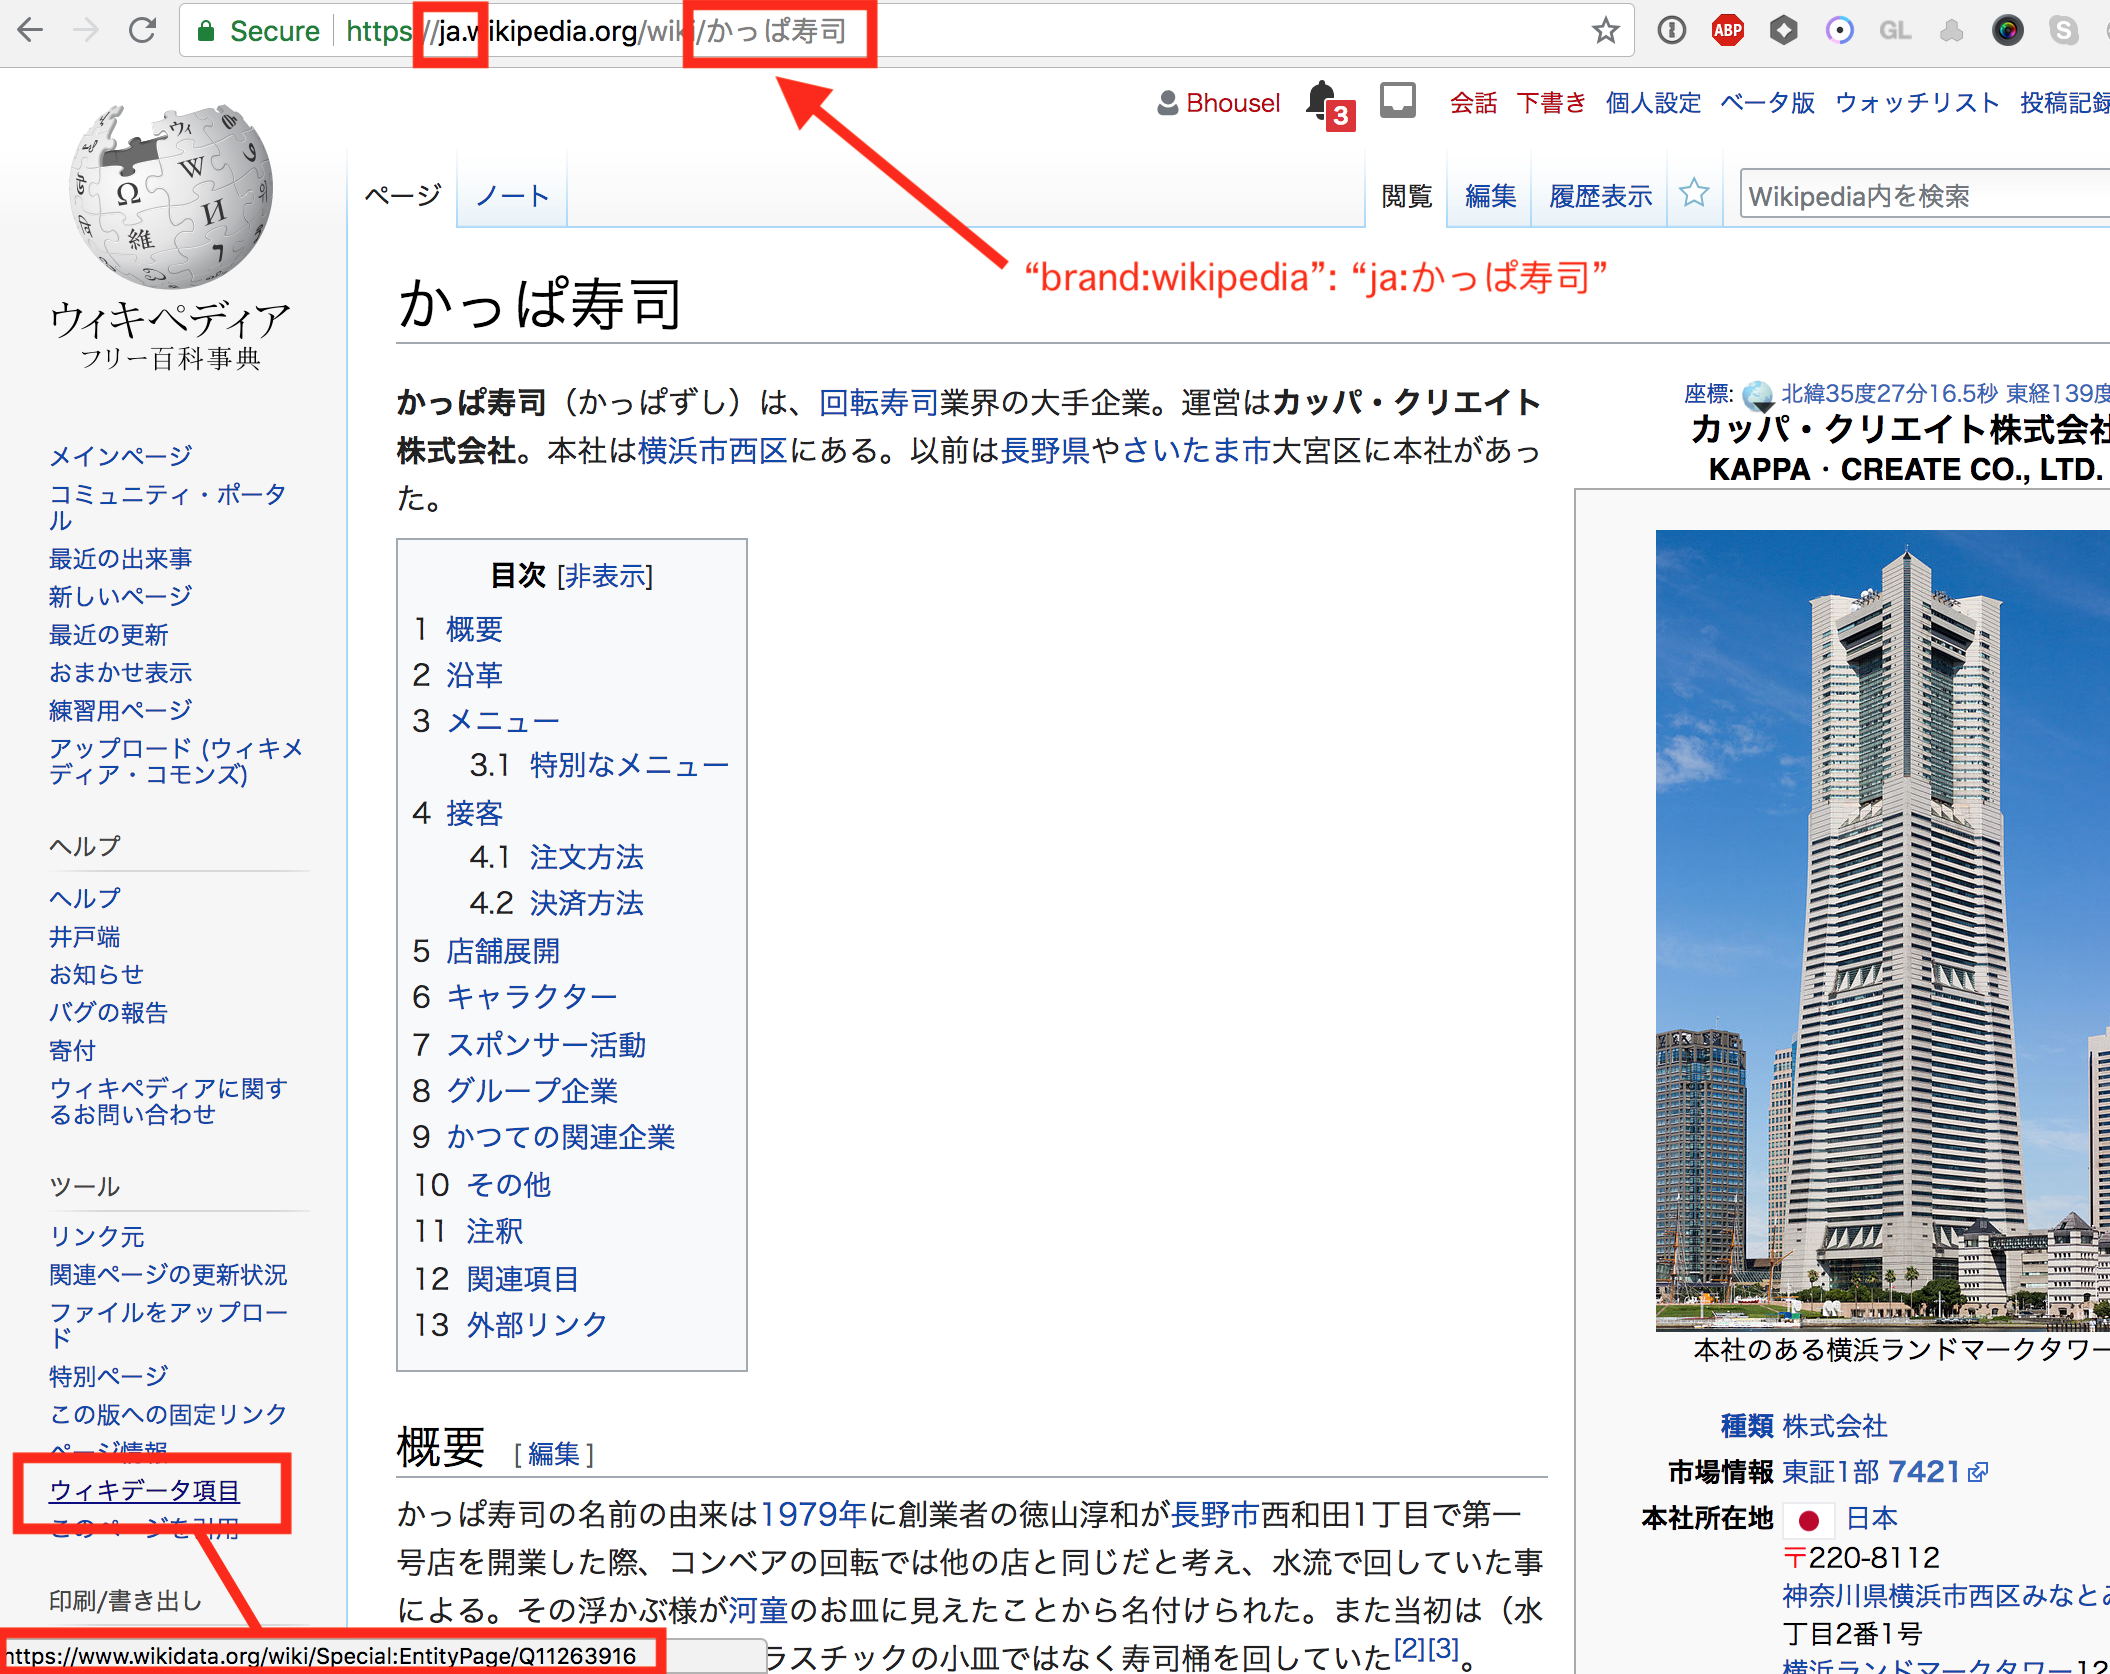 Secure https://ja.wikipedia.org/wiki/かっぱ寿司
ABP
GL
Bhousel 3 会話 下書き 個人設定 ベータ版 ウォッチリスト 投稿記録
ページ ノート 閲覧 編集 履歴表示 Wikipedia内を検索
“brand:wikipedia”: “ja:かっぱ寿司”
ウィキペディア
フリー百科事典
メインページ
コミュニティ・ポータ
ル
最近の出来事
新しいページ
最近の更新
おまかせ表示
練習用ページ
アップロード (ウィキメ
ディア・コモンズ)
ヘルプ
ヘルプ
井戸端
お知らせ
バグの報告
寄付
ウィキペディアに関す
るお問い合わせ
ツール
リンク元
関連ページの更新状況
ファイルをアップロー
ド
特別ページ
この版への固定リンク
ページ情報
ウィキデータ項目
このページを引用
印刷/書き出し
https://www.wikidata.org/wiki/Special:EntityPage/Q11263916
かっぱ寿司
かっぱ寿司（かっぱずし）は、回転寿司業界の大手企業。運営はカッパ・クリエイト
株式会社。本社は横浜市西区にある。以前は長野県やさいたま市大宮区に本社があっ
た。
目次 [非表示]
1 概要
2 沿革
3 メニュー
3.1 特別なメニュー
4 接客
4.1 注文方法
4.2 決済方法
5 店舗展開
6 キャラクター
7 スポンサー活動
8 グループ企業
9 かつての関連企業
10 その他
11 注釈
12 関連項目
13 外部リンク
概要 [編集]
かっぱ寿司の名前の由来は1979年に創業者の徳山淳和が長野市西和田1丁目で第一
号店を開業した際、コンベアの回転では他の店と同じだと考え、水流で回していた事
による。その浮かぶ様が河童のお皿に見えたことから名付けられた。また当初は（水
ラスチックの小皿ではなく寿司桶を回していた[2][3]。
座標: 北緯35度27分16.5秒 東経139度
カッパ・クリエイト株式会社
KAPPA・CREATE CO., LTD.
本社のある横浜ランドマークタワー
種類 株式会社
市場情報 東証1部 7421
本社所在地 日本
〒220-8112
神奈川県横浜市西区みなとみ
丁目2番1号
横浜ランドマークタワー12